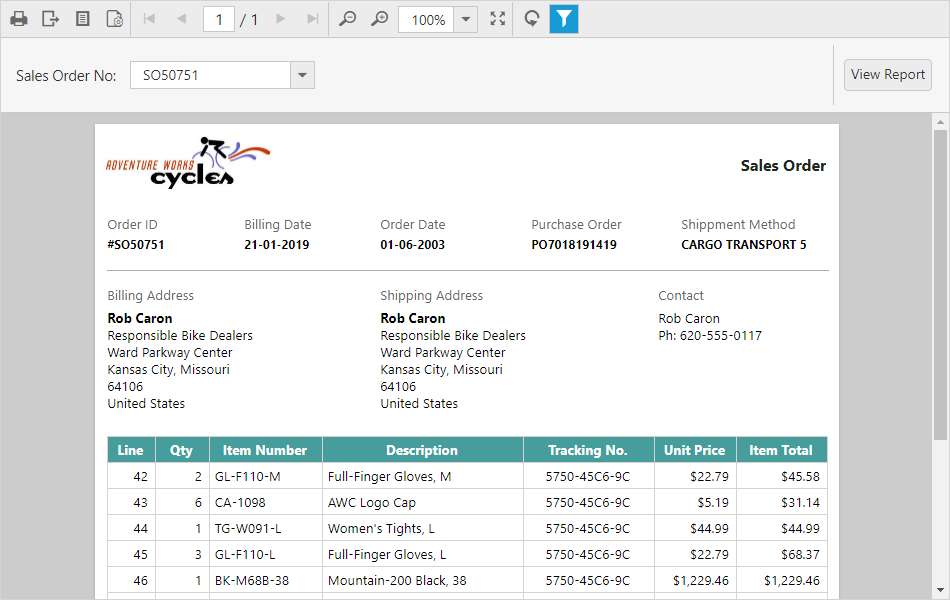 1 / 1 100%
Sales Order No: SO50751 View Report
ADVENTURE WORKS
cycles
Sales Order
Order ID Billing Date Order Date Purchase Order Shippment Method
#SO50751 21-01-2019 01-06-2003 PO7018191419 CARGO TRANSPORT 5
Billing Address Shipping Address Contact
Rob Caron Rob Caron Rob Caron
Responsible Bike Dealers Responsible Bike Dealers Ph: 620-555-0117
Ward Parkway Center Ward Parkway Center
Kansas City, Missouri Kansas City, Missouri
64106 64106
United States United States
Line Qty Item Number Description Tracking No. Unit Price Item Total
42 2 GL-F110-M Full-Finger Gloves, M 5750-45C6-9C $22.79 $45.58
43 6 CA-1098 AWC Logo Cap 5750-45C6-9C $5.19 $31.14
44 1 TG-W091-L Women's Tights, L 5750-45C6-9C $44.99 $44.99
45 3 GL-F110-L Full-Finger Gloves, L 5750-45C6-9C $22.79 $68.37
46 1 BK-M68B-38 Mountain-200 Black, 38 5750-45C6-9C $1,229.46 $1,229.46